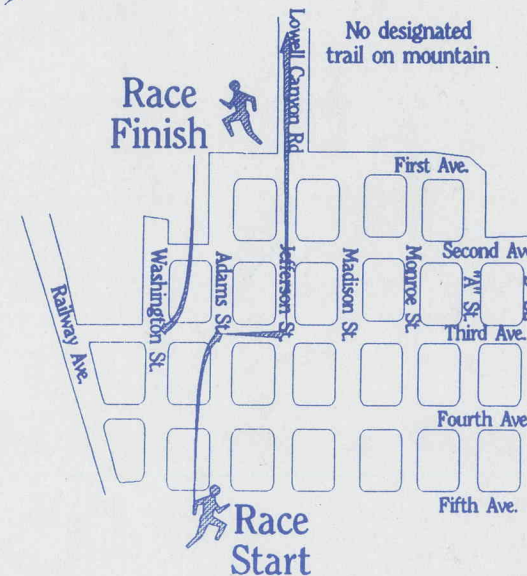 No designated
trail on mountain
Lowell Canyon Rd
Race
Finish
First Ave.
Second Ave
Washington St.
Adams St.
Jefferson St.
Madison St.
Monroe St.
"A" St.
Railway Ave.
Third Ave.
Fourth Ave
Fifth Ave.
Race
Start